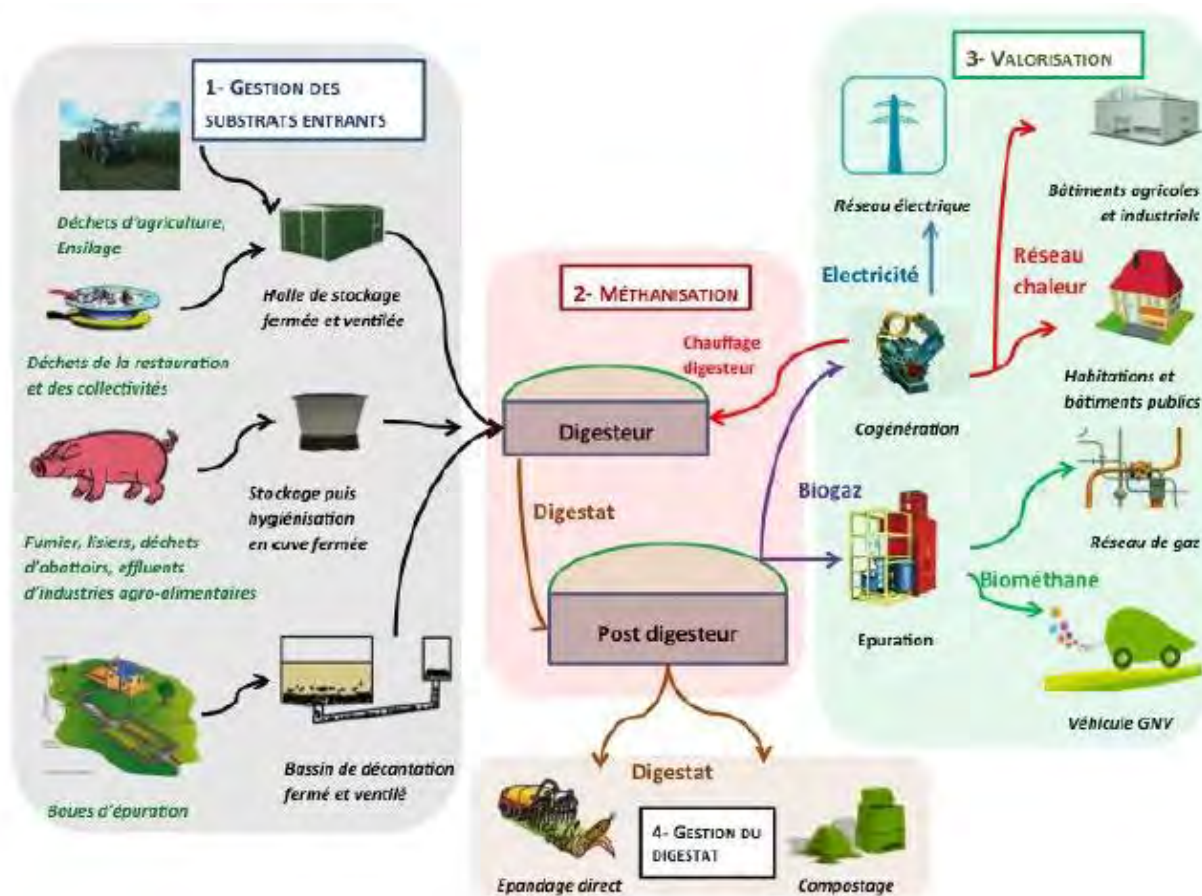 1- GESTION DES
SUBSTRATS ENTRANTS
Déchets d'agriculture,
Ensilage
Halle de stockage
fermée et ventilée
Déchets de la restauration
et des collectivités
Stockage puis
hygiénisation
en cuve fermée
Fumier, lisiers, déchets
d'abattoirs, effluents
d'industries agro-alimentaires
Bassin de décantation
fermé et ventilé
Boues d'épuration
2- MÉTHANISATION
Chauffage
digesteur
Digesteur
Digestat
Post digesteur
Biogaz
3- VALORISATION
Réseau électrique
Bâtiments agricoles
et industriels
Electricité
Réseau
chaleur
Cogénération
Habitations et
bâtiments publics
Epuration
Réseau de gaz
Biométhane
Véhicule GNV
Digestat
4- GESTION DU
DIGESTAT
Epandage direct
Compostage